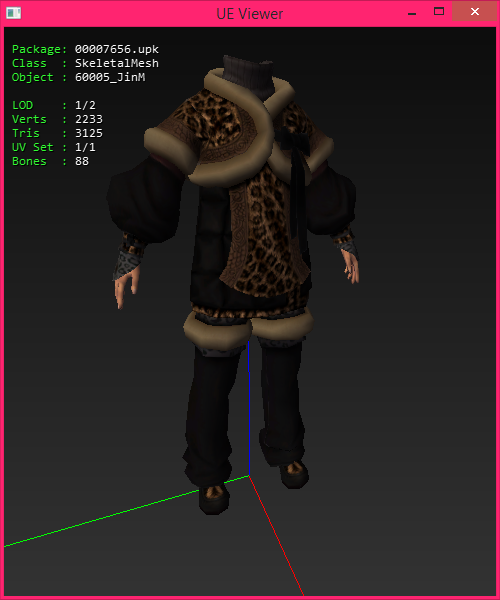 UE Viewer
Package: 00007656.upk
Class : SkeletalMesh
Object : 60005_JinM
LOD : 1/2
Verts : 2233
Tris : 3125
UV Set : 1/1
Bones : 88